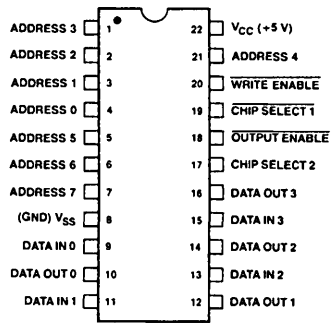 ADDRESS 3 1 22 VCC (+5 V)
ADDRESS 2 2 21 ADDRESS 4
ADDRESS 1 3 20 WRITE ENABLE
ADDRESS 0 4 19 CHIP SELECT 1
ADDRESS 5 5 18 OUTPUT ENABLE
ADDRESS 6 6 17 CHIP SELECT 2
ADDRESS 7 7 16 DATA OUT 3
(GND) VSS 8 15 DATA IN 3
DATA IN 0 9 14 DATA OUT 2
DATA OUT 0 10 13 DATA IN 2
DATA IN 1 11 12 DATA OUT 1